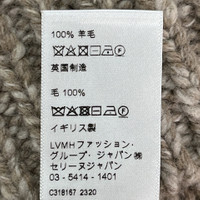 100% 羊毛
英国制造
毛 100%
イギリス製
LVMHファッション・
グループ・ジャパン㈱
セリーヌジャパン
03 - 5414 - 1401
C318157 2320